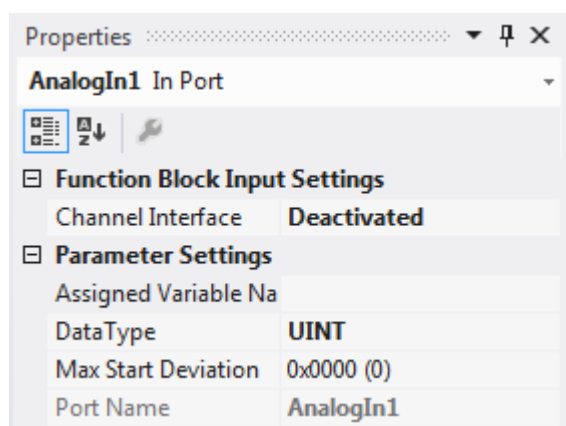 Properties
AnalogIn1 In Port
Function Block Input Settings
Channel Interface Deactivated
Parameter Settings
Assigned Variable Na
DataType UINT
Max Start Deviation 0x0000 (0)
Port Name AnalogIn1